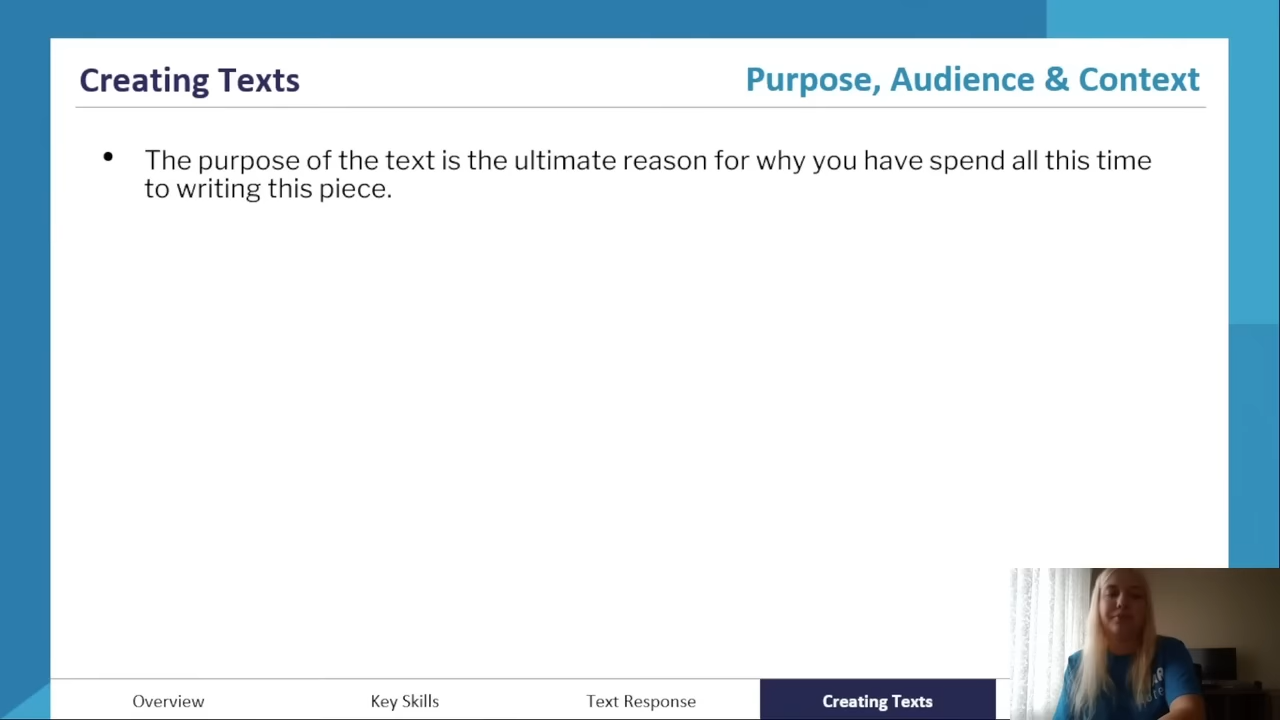 Creating Texts
Purpose, Audience & Context
• The purpose of the text is the ultimate reason for why you have spend all this time
to writing this piece.
Overview
Key Skills
Text Response
Creating Texts